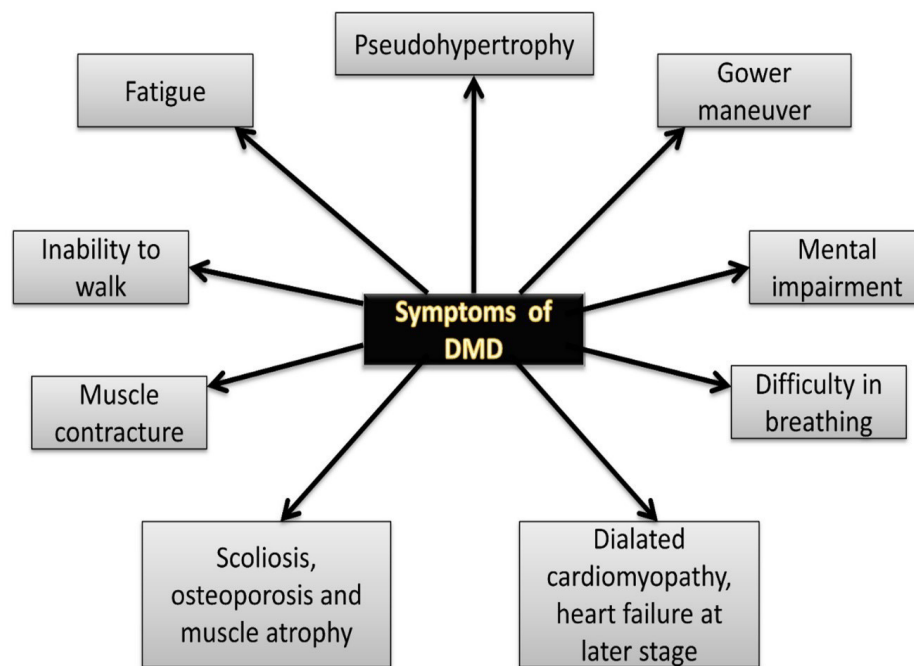 Pseudohypertrophy
Fatigue
Gower
maneuver
Inability to
walk
Mental
impairment
Symptoms of
DMD
Muscle
contracture
Difficulty in
breathing
Scoliosis,
osteoporosis and
muscle atrophy
Dialated
cardiomyopathy,
heart failure at
later stage